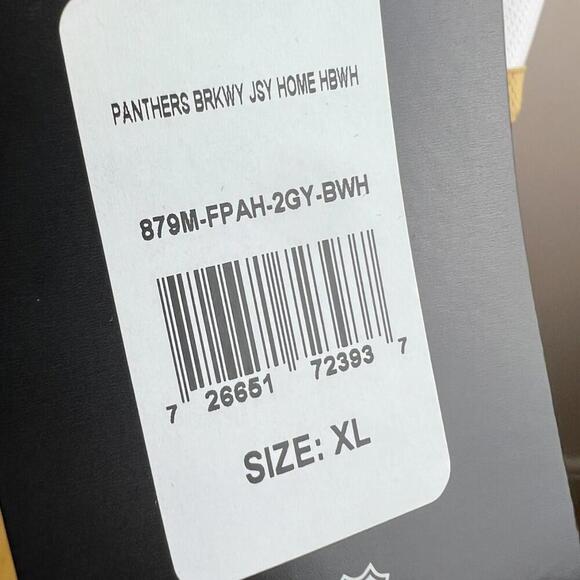 PANTHERS BRKWY JSY HOME HBWH
879M-FPAH-2GY-BWH
7 26651 72393 7
SIZE: XL